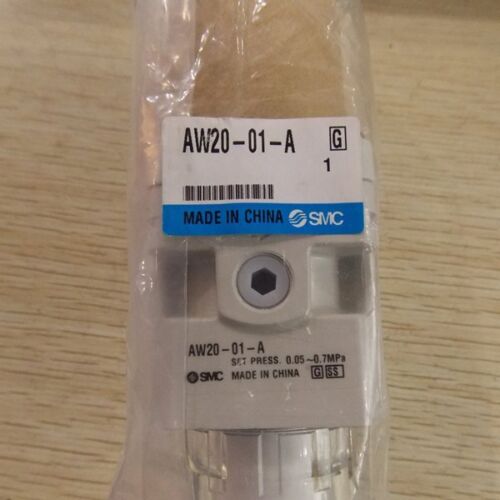 AW20-01-A G
1
MADE IN CHINA SMC
AW20-01-A
SET PRESS. 0.05~0.7MPa
SMC MADE IN CHINA G SS